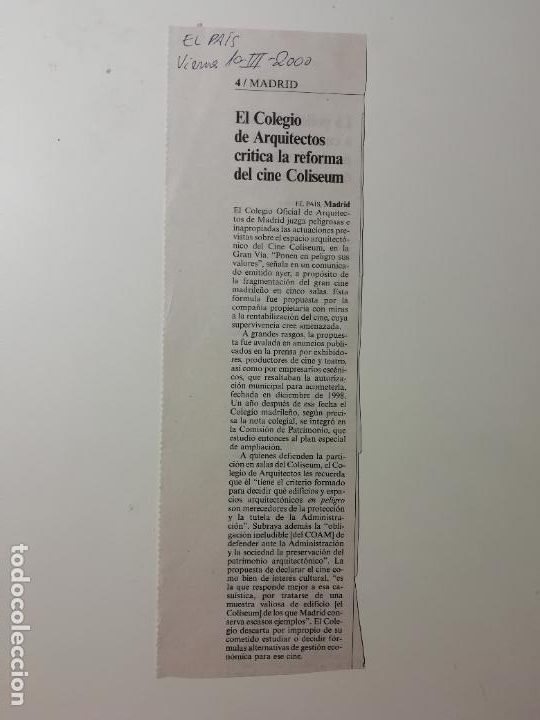 EL PAÍS
Viernes 10-III-2000
4 / MADRID
El Colegio
de Arquitectos
critica la reforma
del cine Coliseum
EL PAÍS, Madrid
El Colegio Oficial de Arquitec-
tos de Madrid juzga peligrosas e
inapropiadas las actuaciones pre-
vistas sobre el espacio arquitectó-
nico del Cine Coliseum, en la
Gran Vía. "Ponen en peligro sus
valores", señala en un comunica-
do emitido ayer, a propósito de
la fragmentación del gran cine
madrileño en cinco salas. Esta
fórmula fue propuesta por la
compañía propietaria con miras
a la rentabilización del cine, cuya
supervivencia cree amenazada.
A grandes rasgos, la propues-
ta fue avalada en anuncios publi-
cados en la prensa por exhibido-
res, productores de cine y teatro,
así como por empresarios escéni-
cos, que resaltaban la autoriza-
ción municipal para acometerla,
fechada en diciembre de 1998.
Un año después de esa fecha el
Colegio madrileño, según preci-
sa la nota colegial, se integró en
la Comisión de Patrimonio, que
estudió entonces al plan especial
de ampliación.
A quienes defienden la parti-
ción en salas del Coliseum, el Co-
legio de Arquitectos les recuerda
que él "tiene el criterio formado
para decidir qué edificios y espa-
cios arquitectónicos en peligro
son merecedores de la protección
y la tutela de la Administra-
ción". Subraya además la "obli-
gación ineludible [del COAM] de
defender ante la Administración
y la sociedad la preservación del
patrimonio arquitectónico". La
propuesta de declarar el cine co-
mo bien de interés cultural, "es
la que responde mejor a esa ca-
suística, por tratarse de una
muestra valiosa de edificio [el
Coliseum] de los que Madrid con-
serva escasos ejemplos". El Cole-
gio descarta por impropio de su
cometido estudiar o decidir fór-
mulas alternativas de gestión eco-
nómica para ese cine.
todocoleccion